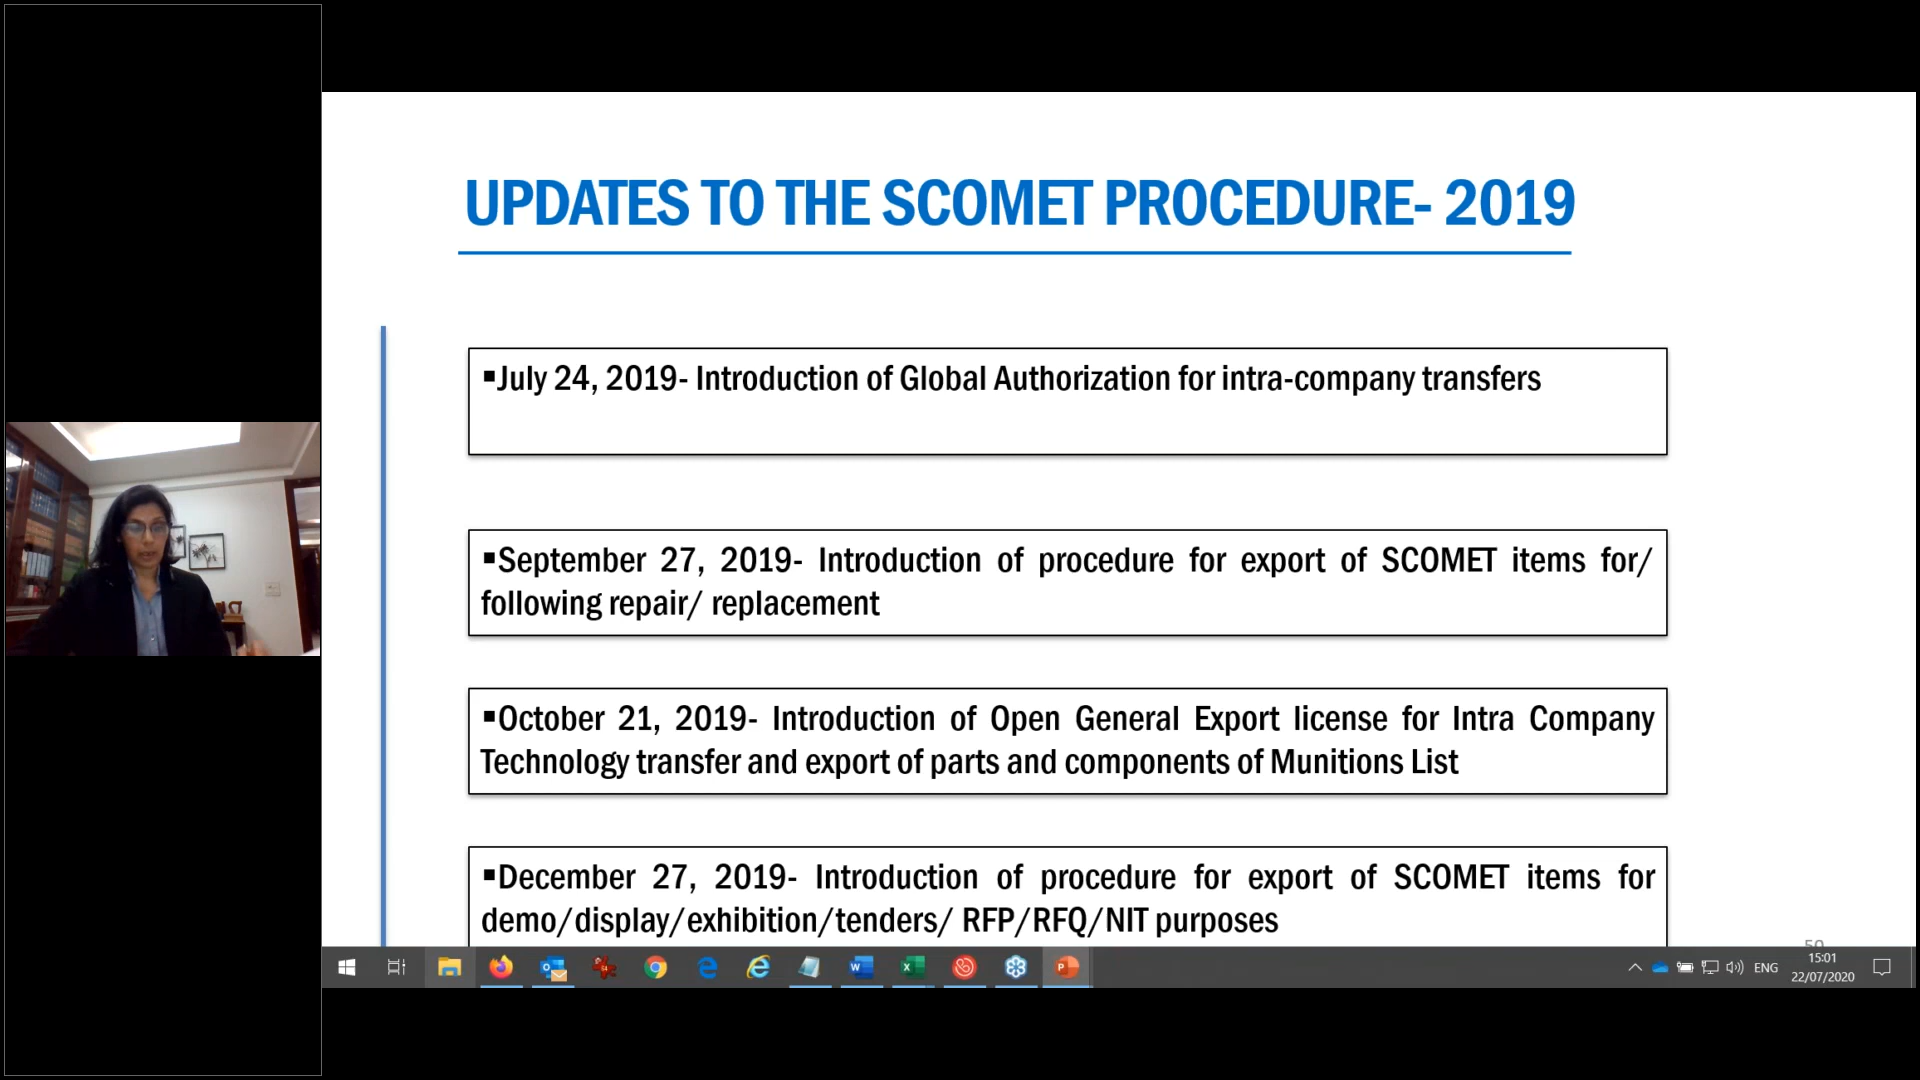 UPDATES TO THE SCOMET PROCEDURE- 2019
▪July 24, 2019- Introduction of Global Authorization for intra-company transfers
▪September 27, 2019- Introduction of procedure for export of SCOMET items for/
following repair/ replacement
▪October 21, 2019- Introduction of Open General Export license for Intra Company
Technology transfer and export of parts and components of Munitions List
▪December 27, 2019- Introduction of procedure for export of SCOMET items for
demo/display/exhibition/tenders/ RFP/RFQ/NIT purposes
ENG
15:01
22/07/2020